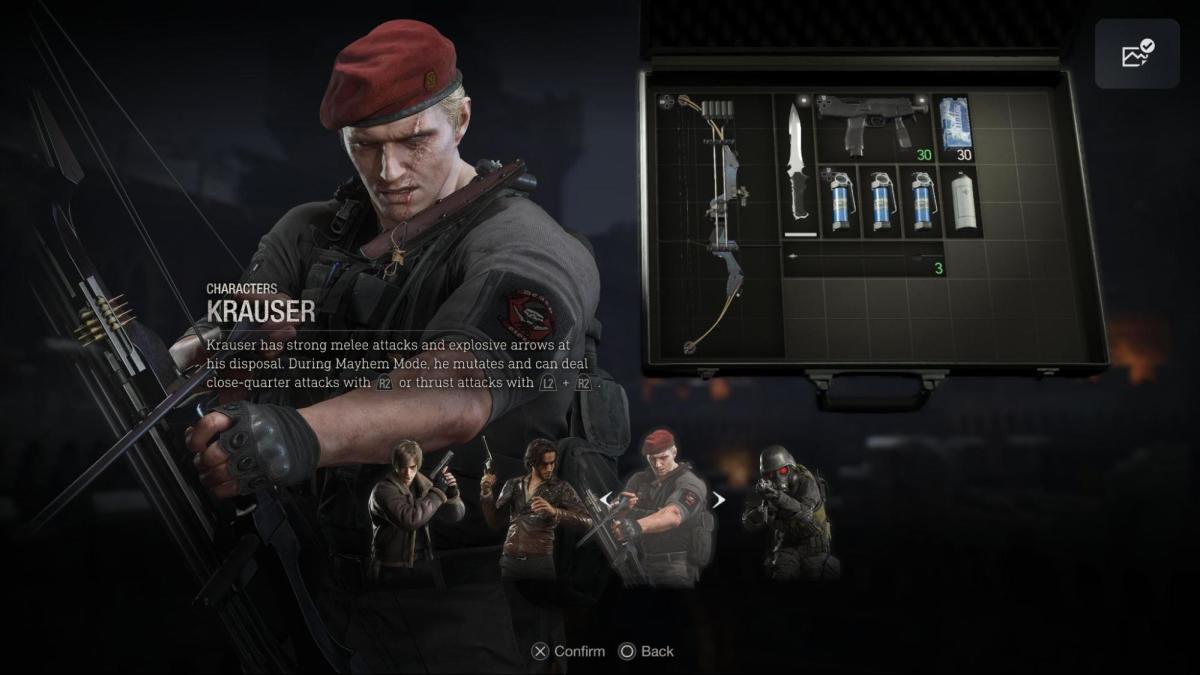 CHARACTERS
KRAUSER
Krauser has strong melee attacks and explosive arrows at
his disposal. During Mayhem Mode, he mutates and can deal
close-quarter attacks with R2 or thrust attacks with L2 + R2 .
30
30
3
Confirm
Back